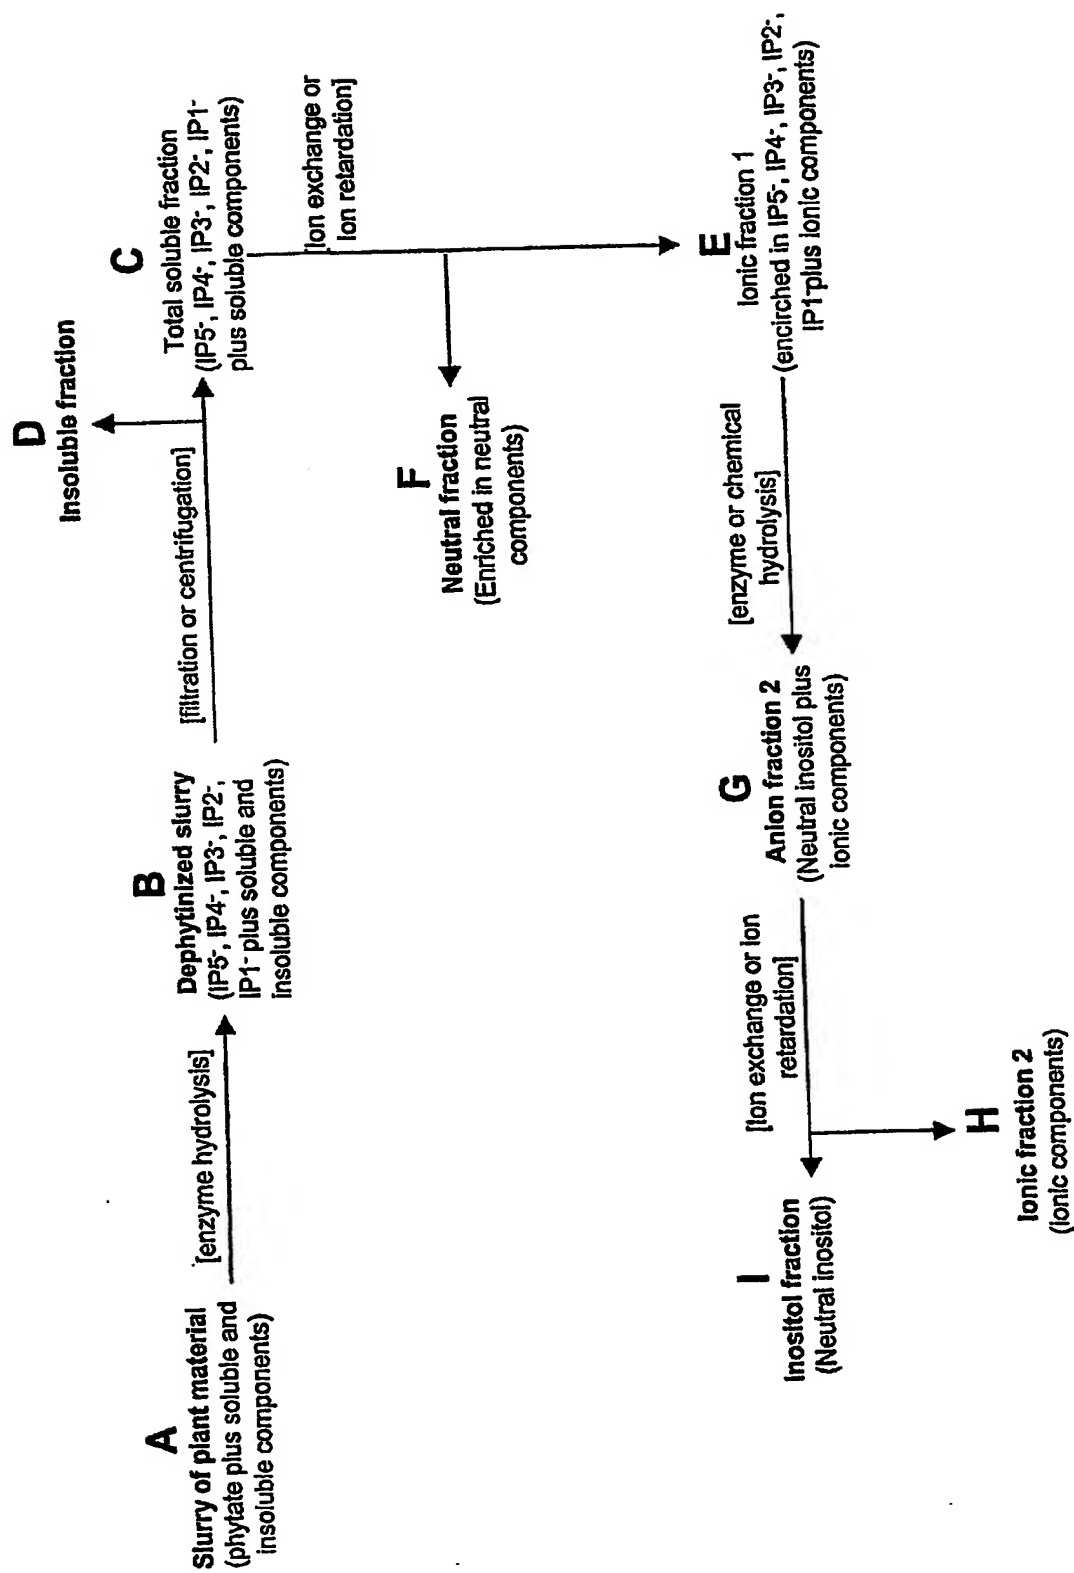 A
Slurry of plant material
(phytate plus soluble and
insoluble components)
[enzyme hydrolysis]
B
Dephytinized slurry
(IP5-, IP4-, IP3-, IP2-,
IP1- plus soluble and
insoluble components)
[filtration or centrifugation]
D
Insoluble fraction
C
Total soluble fraction
(IP5-, IP4-, IP3-, IP2-, IP1-
plus soluble components)
[Ion exchange or
Ion retardation]
F
Neutral fraction
(Enriched in neutral
components)
E
Ionic fraction 1
(encirched in IP5-, IP4-, IP3-, IP2-,
IP1-plus ionic components)
[enzyme or chemical
hydrolysis]
G
Anion fraction 2
(Neutral inositol plus
ionic components)
[Ion exchange or ion
retardation]
H
Ionic fraction 2
(Ionic components)
I
Inositol fraction
(Neutral inositol)